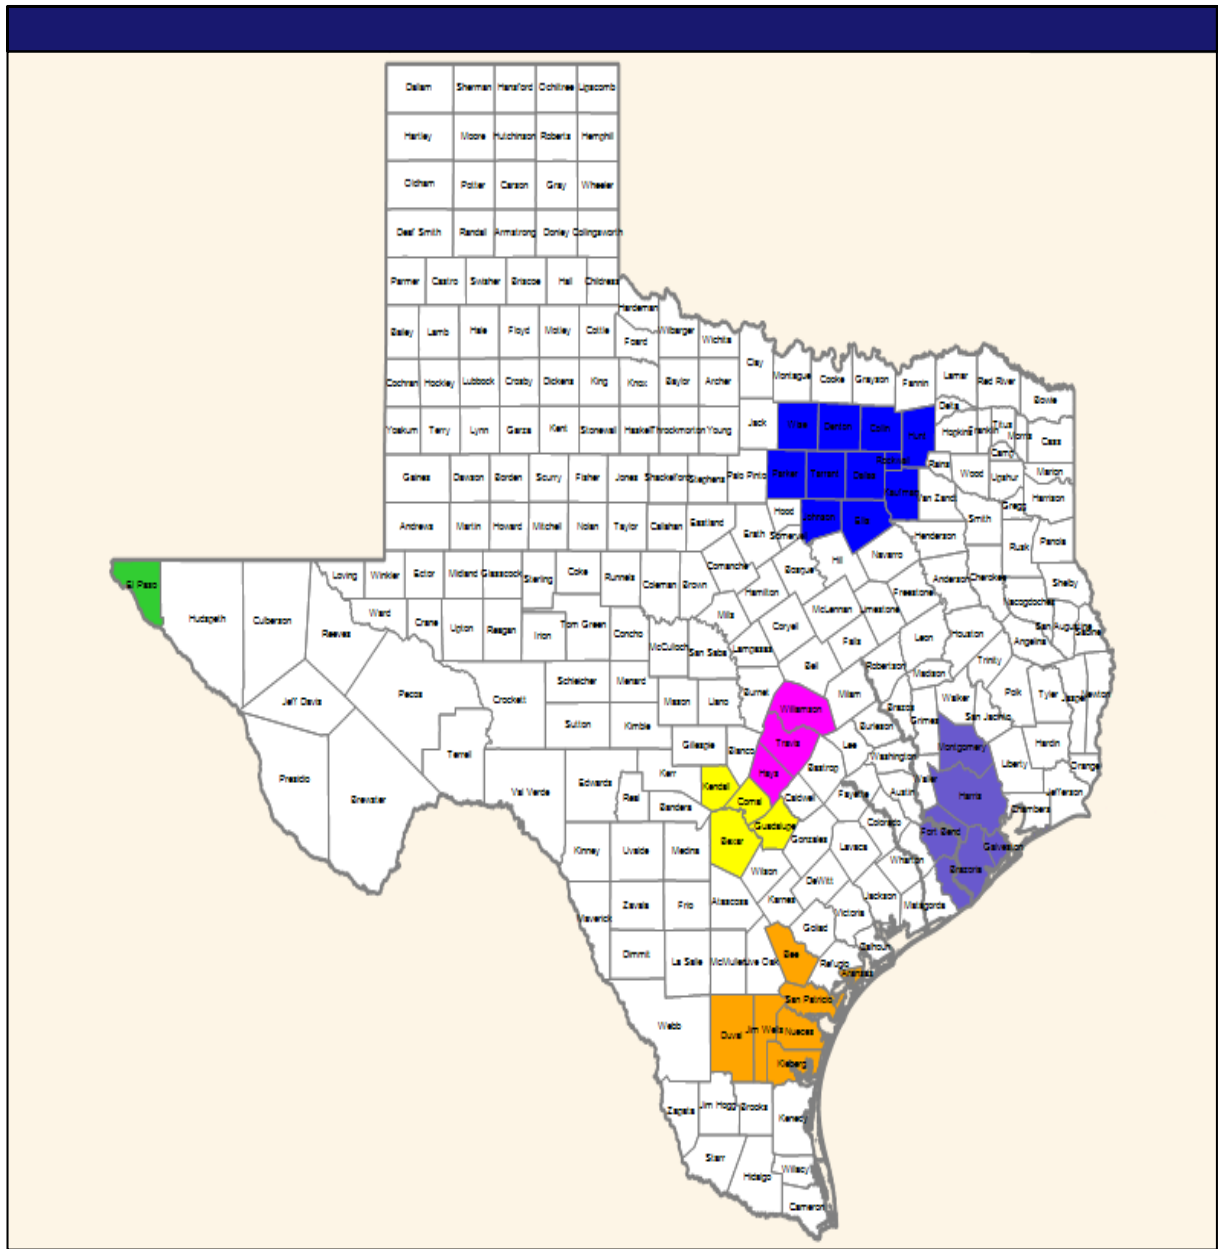 Dallam Sherman Hansford Ochiltree Lipscomb
Hartley Moore Hutchinson Roberts Hemphill
Oldham Potter Carson Gray Wheeler
Deaf Smith Randall Armstrong Donley Collingsworth
Parmer Castro Swisher Briscoe Hall Childress
Hardeman
Bailey Lamb Hale Floyd Motley Cottle Foard Wilbarger Wichita
Clay Montague Cooke Grayson Fannin Lamar Red River Bowie
Cochran Hockley Lubbock Crosby Dickens King Knox Baylor Archer
Yoakum Terry Lynn Garza Kent Stonewall Haskell Throckmorton Young Jack Wise Denton Collin Hunt Delta Hopkins Franklin Titus Morris Cass
Camp
Gaines Dawson Borden Scurry Fisher Jones Shackelford Stephens Palo Pinto Parker Tarrant Dallas Rockwall Kaufman Rains Wood Upshur Marion
Van Zandt Gregg Harrison
Andrews Martin Howard Mitchell Nolan Taylor Callahan Eastland Erath Hood Somervell Johnson Ellis Henderson Smith Rusk Panola
El Paso Hudspeth Culberson Reeves Loving Winkler Ector Midland Glasscock Sterling Coke Runnels Coleman Brown Comanche Bosque Hill Navarro Anderson Cherokee Shelby
Hamilton Freestone Nacogdoches
Ward Crane Upton Reagan Irion Tom Green Concho McCulloch San Saba Mills Lampasas Coryell McLennan Limestone Falls Leon Houston Angelina San Augustine Sabine
Bell Robertson Madison Trinity
Jeff Davis Pecos Crockett Schleicher Menard Mason Llano Burnet Williamson Milam Brazos Grimes Walker San Jacinto Polk Tyler Jasper Newton
Terrell Sutton Kimble Gillespie Blanco Travis Lee Burleson Washington Montgomery Liberty Hardin Orange
Presidio Brewster Val Verde Edwards Real Kerr Bandera Kendall Hays Bastrop Caldwell Fayette Austin Waller Harris Chambers Jefferson
Comal Guadalupe Gonzales Colorado Fort Bend Galveston
Kinney Uvalde Medina Bexar Wilson Lavaca Wharton Brazoria
DeWitt
Maverick Zavala Frio Atascosa Karnes Victoria Jackson Matagorda
Goliad Calhoun
Dimmit La Salle McMullen Live Oak Bee Refugio Aransas
San Patricio
Webb Duval Jim Wells Nueces
Kleberg
Zapata Jim Hogg Brooks Kenedy
Starr Hidalgo Willacy
Cameron